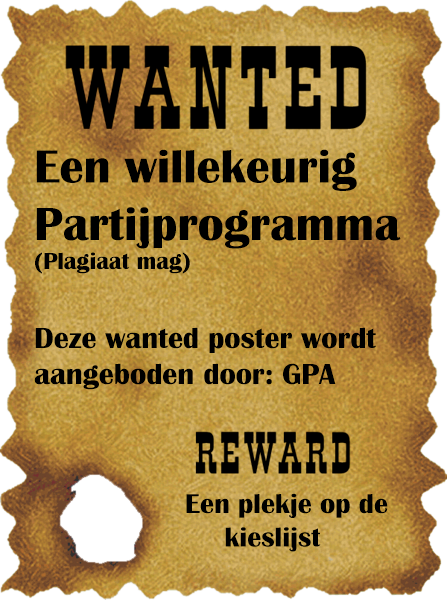 WANTED
Een willekeurig
Partijprogramma
(Plagiaat mag)
Deze wanted poster wordt
aangeboden door: GPA
REWARD
Een plekje op de
kieslijst